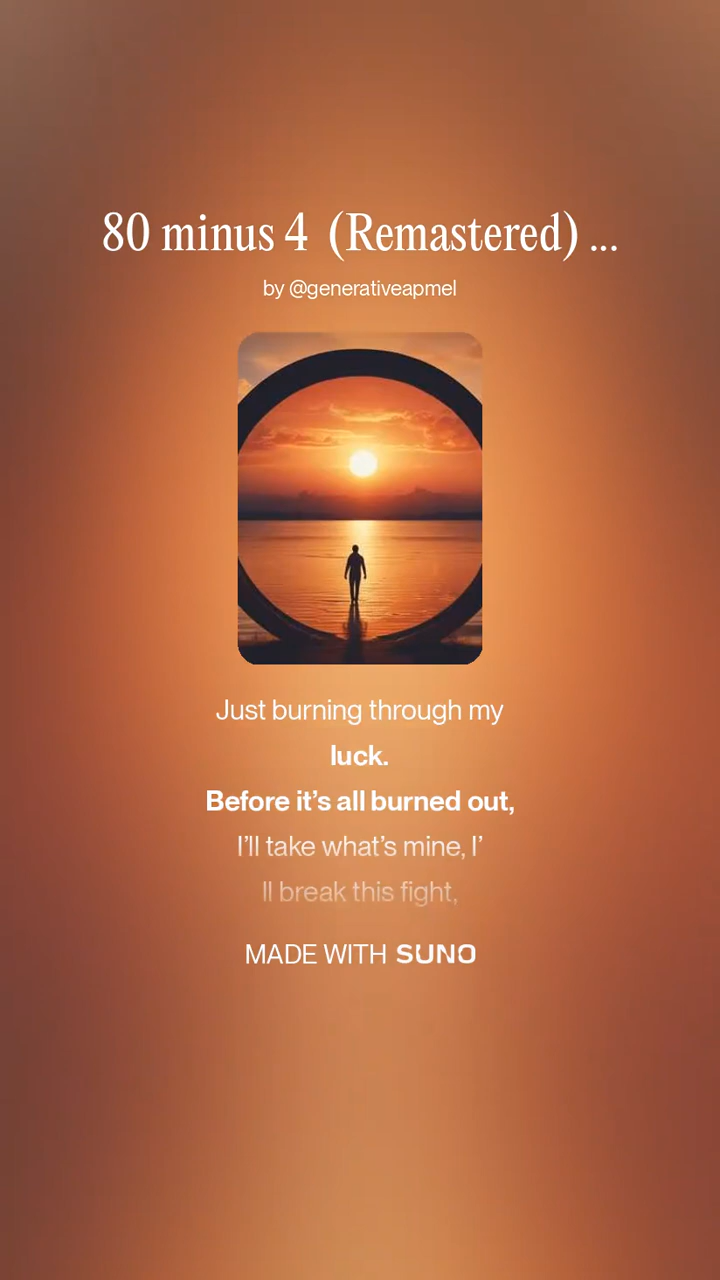 80 minus 4 (Remastered) ...
by @generativeapmel
Just burning through my
luck.
Before it’s all burned out,
I’ll take what’s mine, I’
ll break this fight,
MADE WITH SUNO